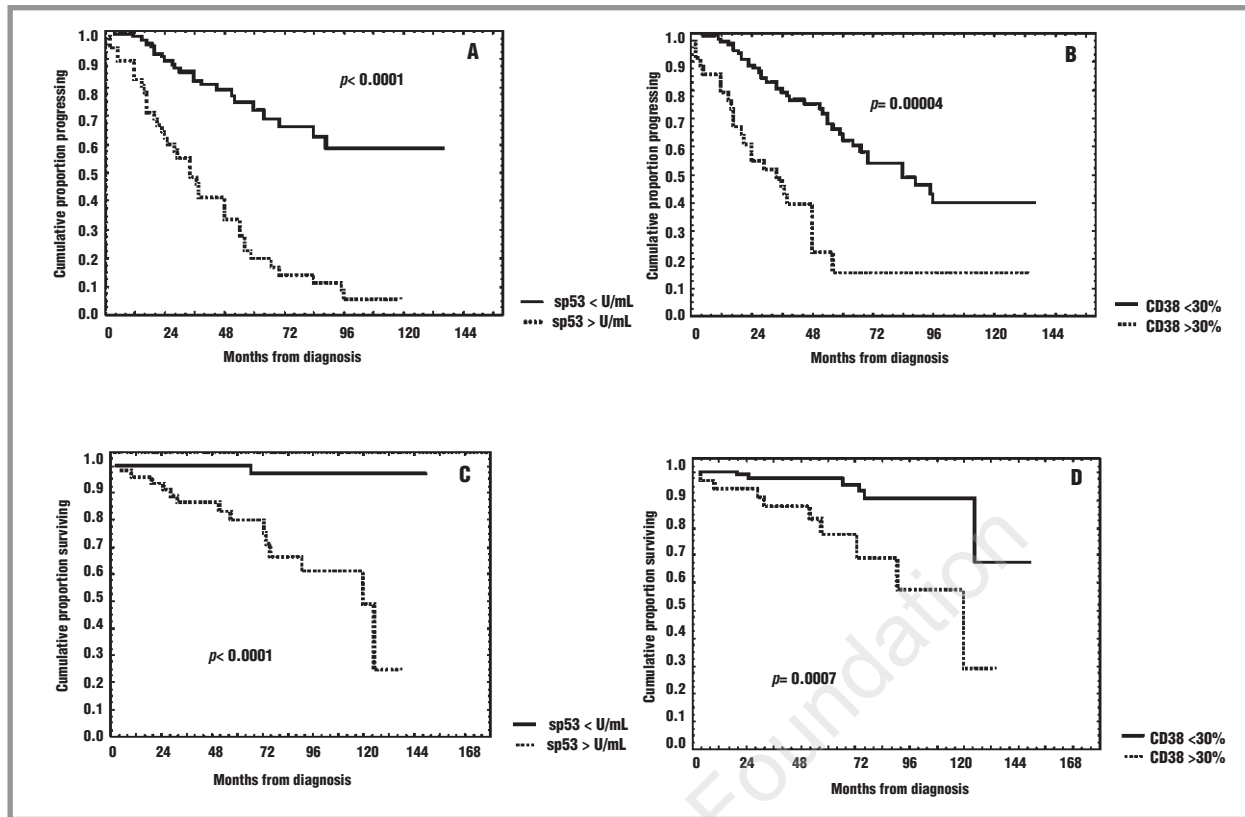 A
p< 0.0001
Cumulative proportion progressing
1.0
0.9
0.8
0.7
0.6
0.5
0.4
0.3
0.2
0.1
0.0
0 24 48 72 96 120 144
Months from diagnosis
sp53 < U/mL
sp53 > U/mL
B
p= 0.00004
Cumulative proportion progressing
1.0
0.9
0.8
0.7
0.6
0.5
0.4
0.3
0.2
0.1
0.0
0 24 48 72 96 120 144
Months from diagnosis
CD38 <30%
CD38 >30%
C
p< 0.0001
Cumulative proportion surviving
1.0
0.9
0.8
0.7
0.6
0.5
0.4
0.3
0.2
0.1
0.0
0 24 48 72 96 120 144 168
Months from diagnosis
sp53 < U/mL
sp53 > U/mL
D
p= 0.0007
Cumulative proportion surviving
1.0
0.9
0.8
0.7
0.6
0.5
0.4
0.3
0.2
0.1
0.0
0 24 48 72 96 120 144 168
Months from diagnosis
CD38 <30%
CD38 >30%
Foundation